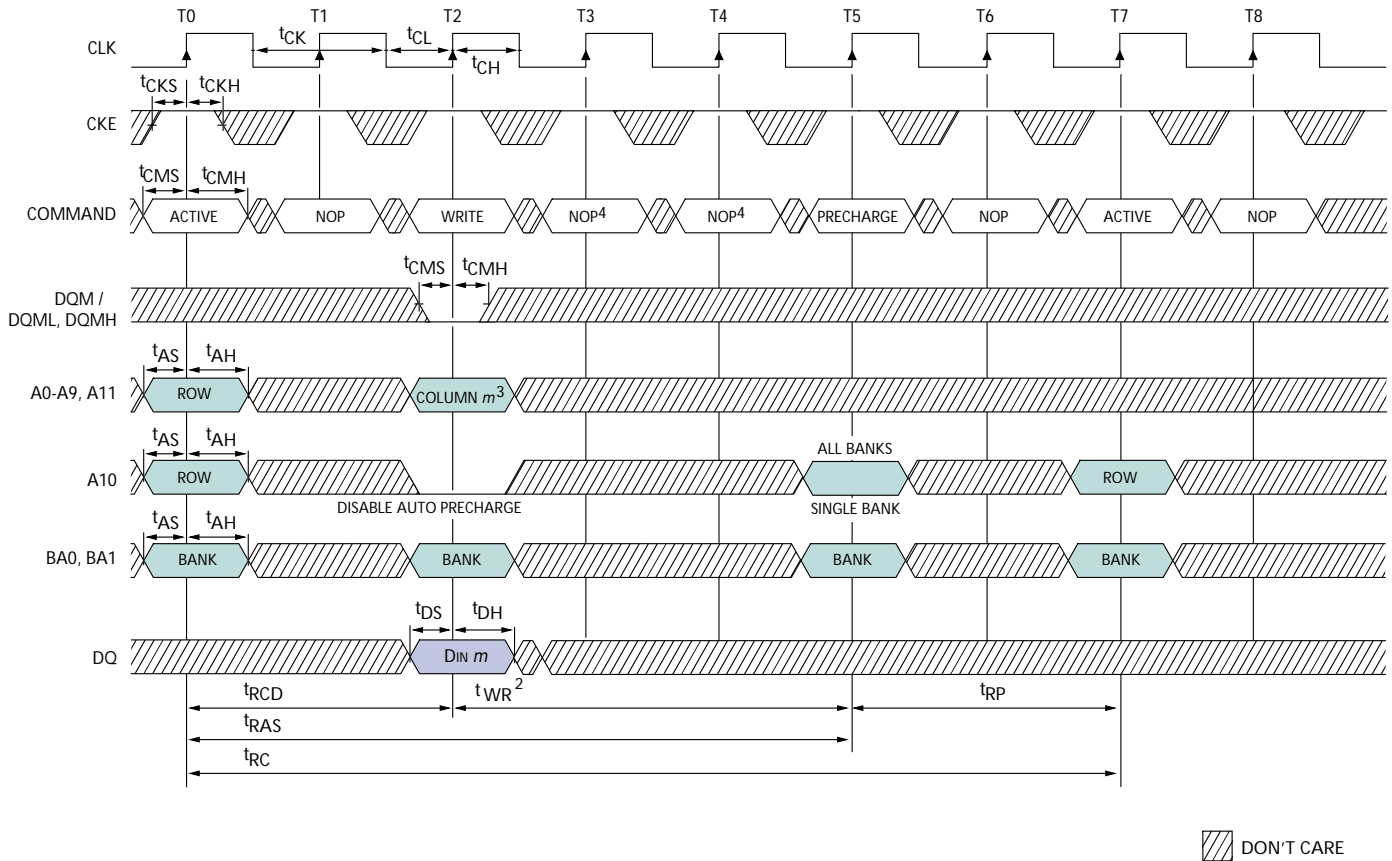 T0 T1 T2 T3 T4 T5 T6 T7 T8
CLK tCK tCL tCH
tCKS tCKH
CKE
tCMS tCMH
COMMAND ACTIVE NOP WRITE NOP4 NOP4 PRECHARGE NOP ACTIVE NOP
tCMS tCMH
DQM /
DQML, DQMH
tAS tAH
A0-A9, A11 ROW COLUMN m3
tAS tAH ALL BANKS
A10 ROW ROW
DISABLE AUTO PRECHARGE SINGLE BANK
tAS tAH
BA0, BA1 BANK BANK BANK BANK
tDS tDH
DQ DIN m
tRCD tWR2 tRP
tRAS
tRC
DON'T CARE